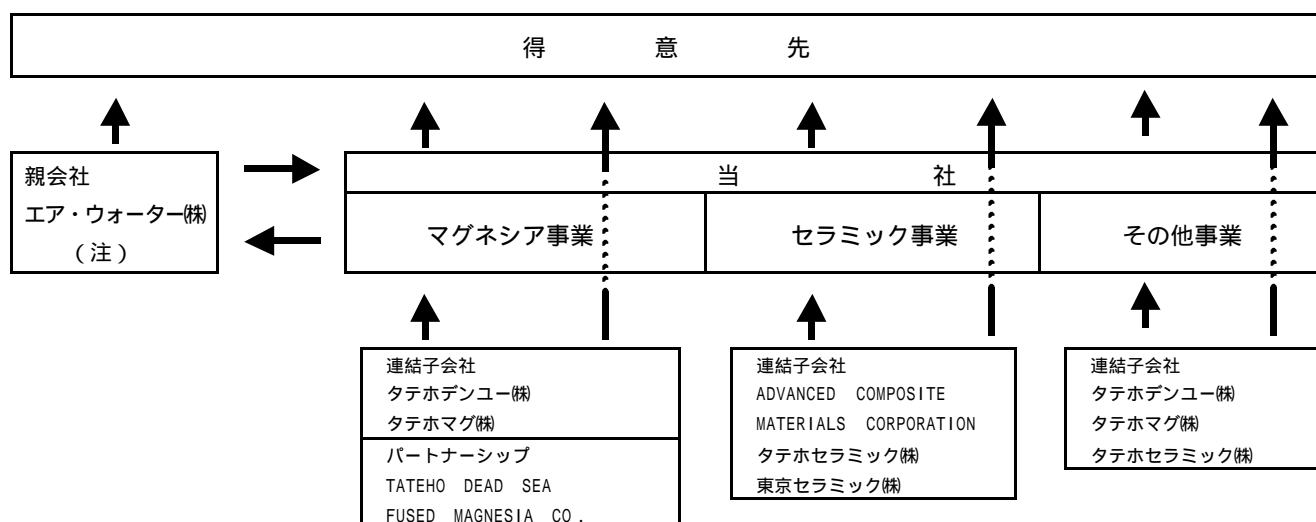 得意先
親会社
エア・ウォーター㈱
（注）
当社
マグネシア事業
セラミック事業
その他事業
連結子会社
タテホデンユー㈱
タテホマグ㈱
パートナーシップ
TATEHO DEAD SEA
FUSED MAGNESIA CO.
連結子会社
ADVANCED COMPOSITE
MATERIALS CORPORATION
タテホセラミック㈱
東京セラミック㈱
連結子会社
タテホデンユー㈱
タテホマグ㈱
タテホセラミック㈱